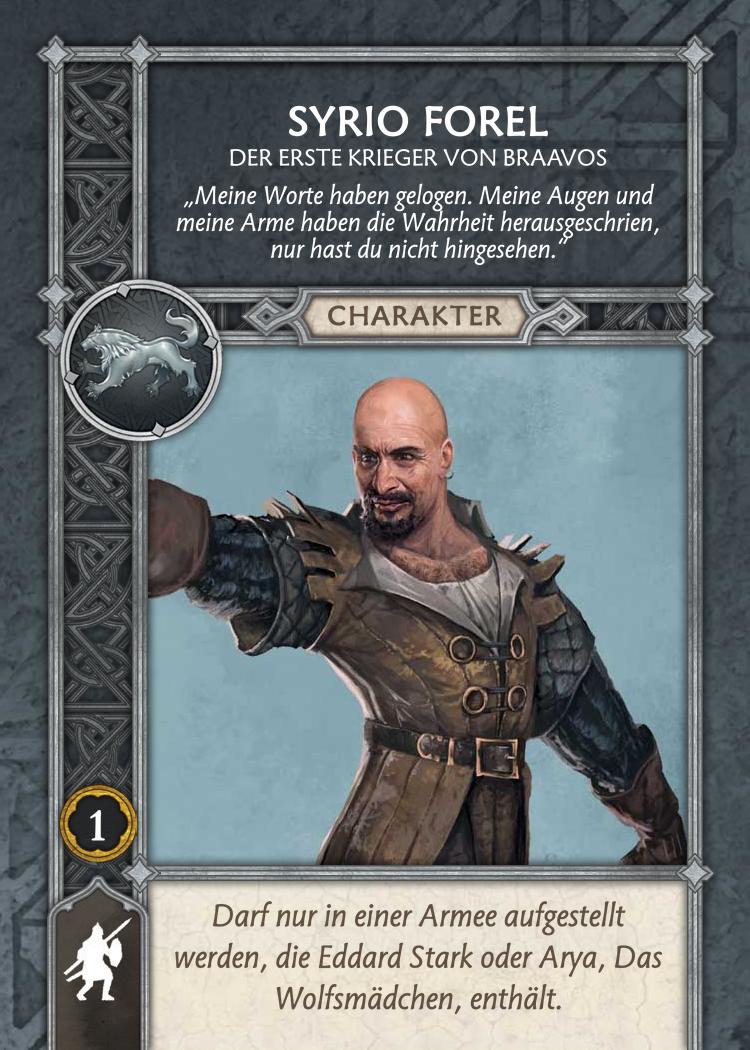 SYRIO FOREL
DER ERSTE KRIEGER VON BRAAVOS
„Meine Worte haben gelogen. Meine Augen und
meine Arme haben die Wahrheit herausgeschrien,
nur hast du nicht hingesehen.“
CHARAKTER
1
Darf nur in einer Armee aufgestellt
werden, die Eddard Stark oder Arya, Das
Wolfsmädchen, enthält.